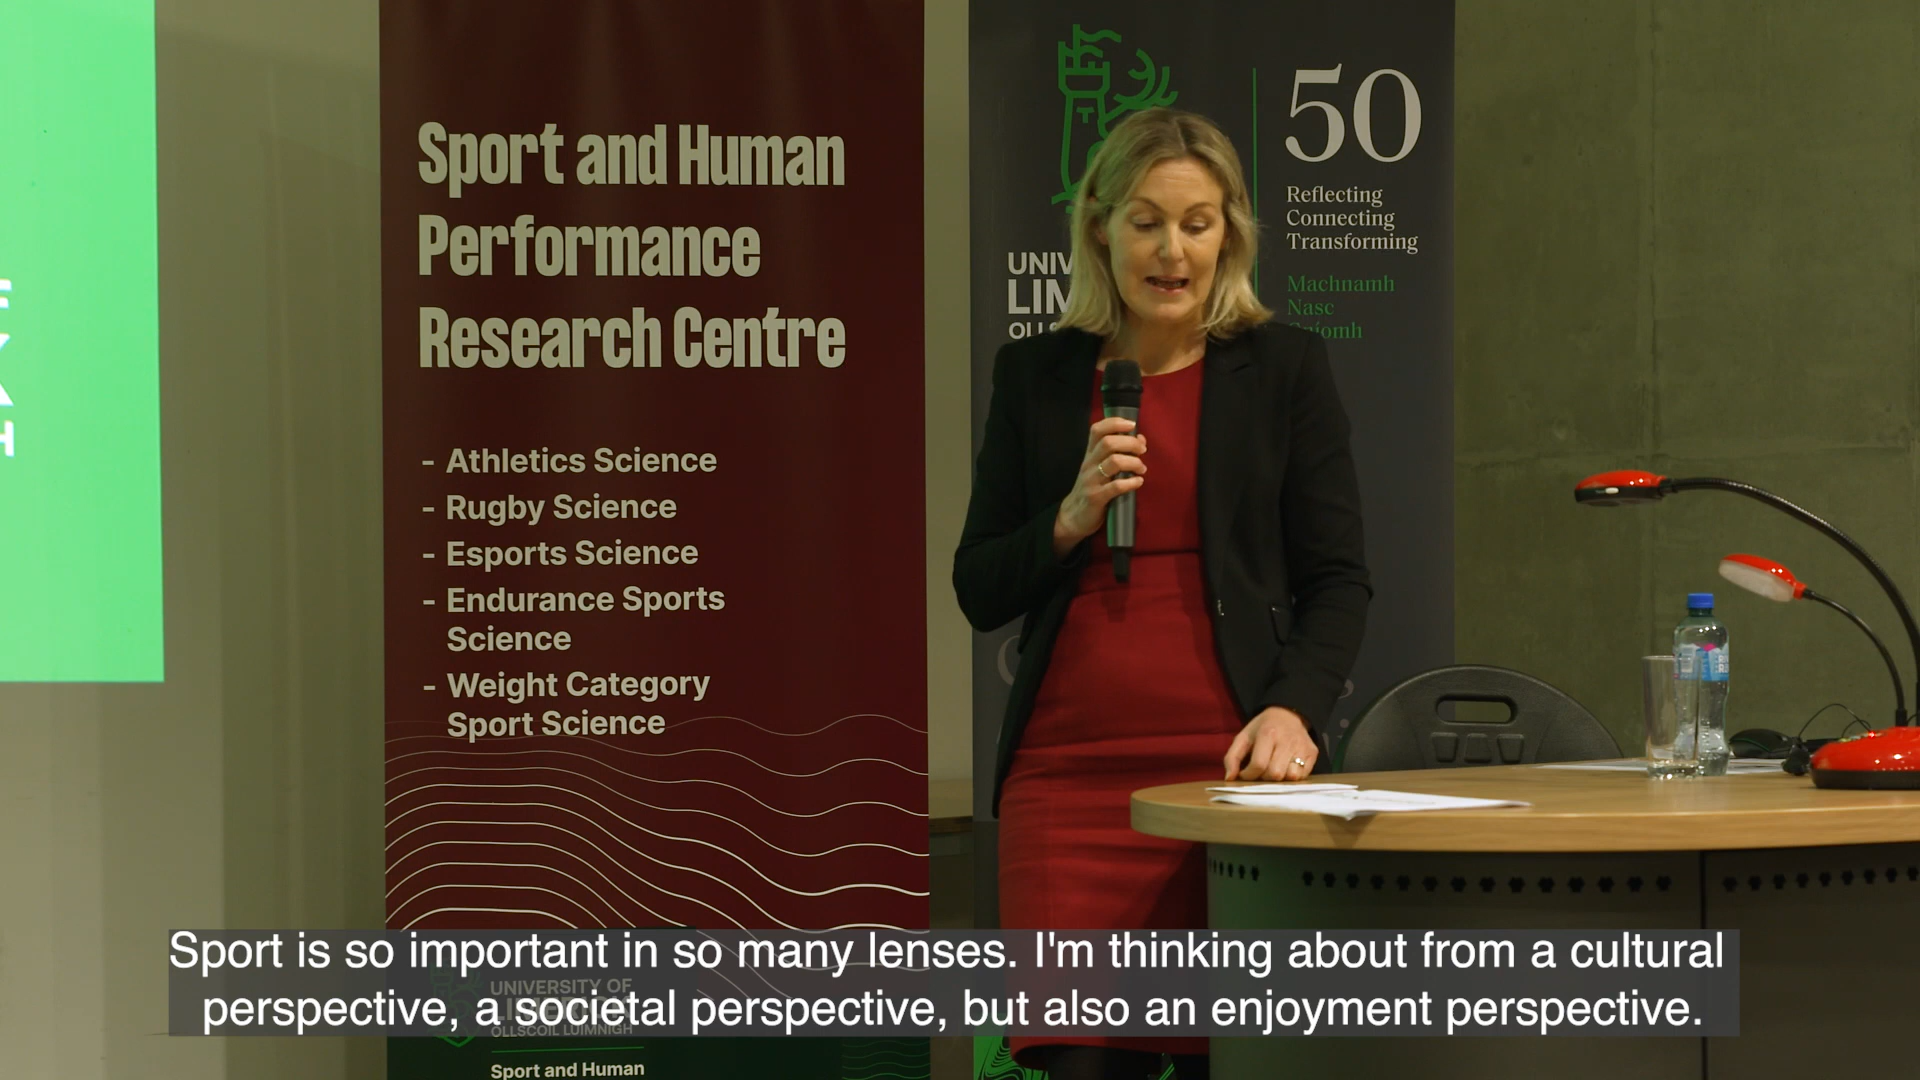 Sport and Human
Performance
Research Centre
- Athletics Science
- Rugby Science
- Esports Science
- Endurance Sports
Science
- Weight Category
Sport Science
UNIVERSITY OF
LIMERICK
OLLSCOIL LUIMNIGH
Sport and Human
50
Reflecting
Connecting
Transforming
Machnamh
Nasc
Gníomh
Sport is so important in so many lenses. I'm thinking about from a cultural
perspective, a societal perspective, but also an enjoyment perspective.